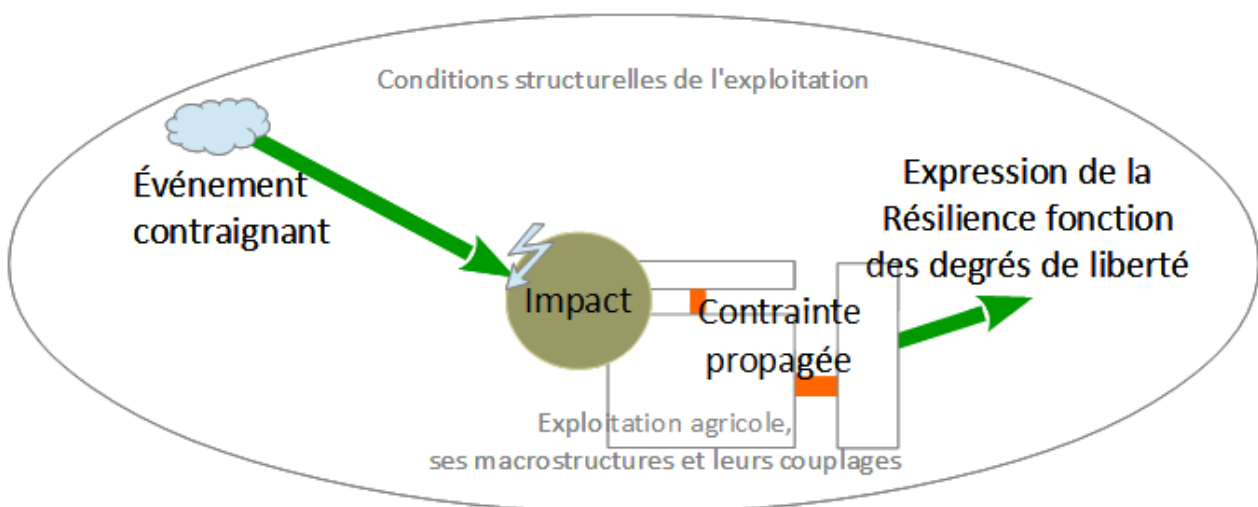 Conditions structurelles de l'exploitation
Événement
contraignant
Expression de la
Résilience fonction
des degrés de liberté
Impact
Contrainte
propagée
Exploitation agricole,
ses macrostructures et leurs couplages